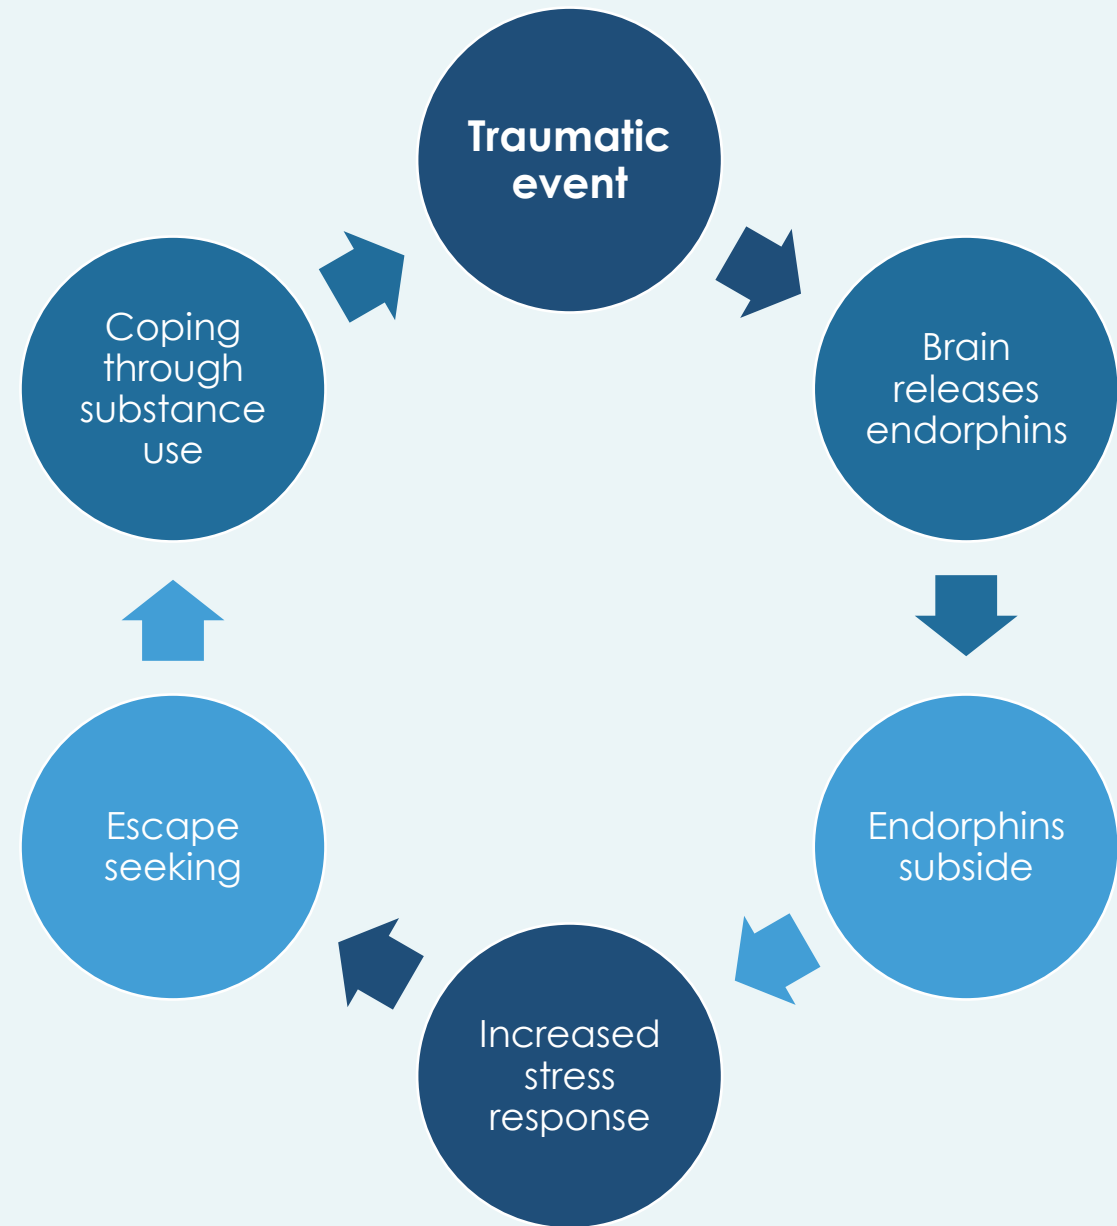 Traumatic
event
Brain
releases
endorphins
Endorphins
subside
Increased
stress
response
Escape
seeking
Coping
through
substance
use